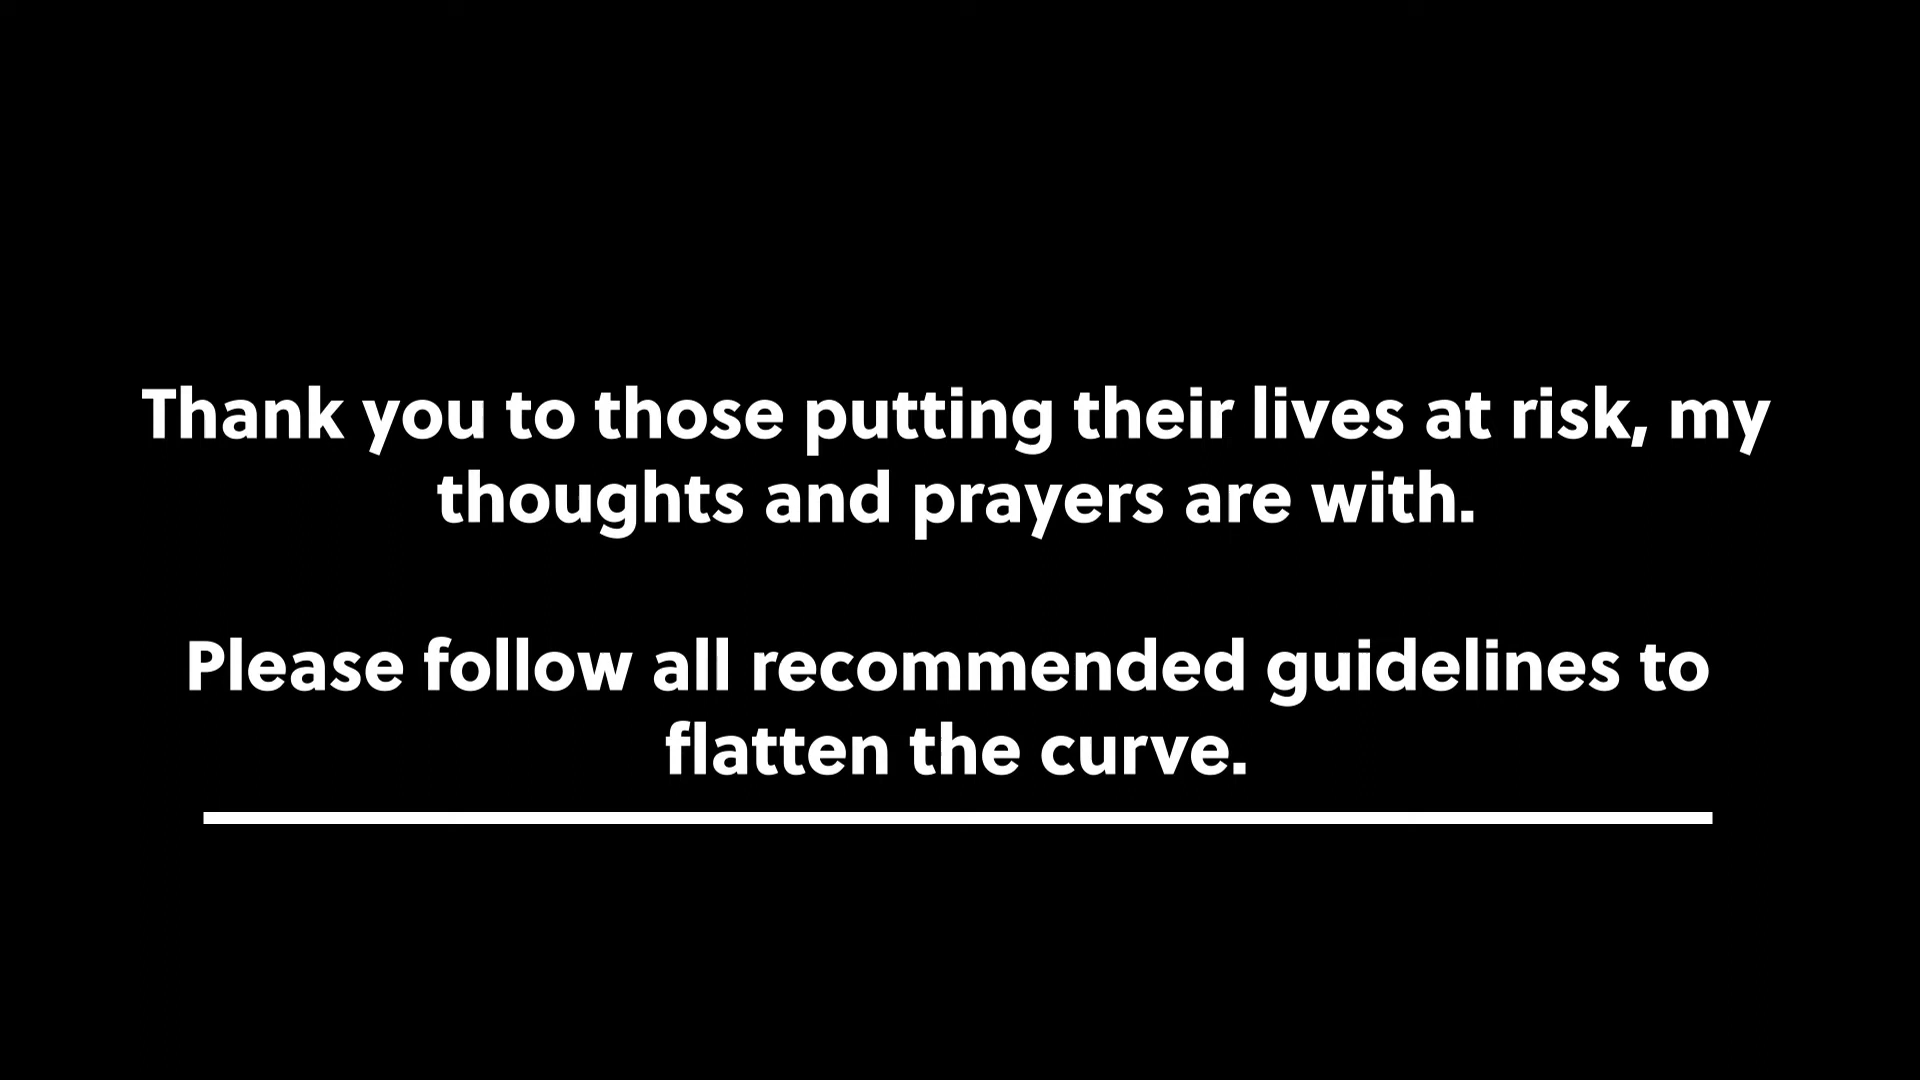 Thank you to those putting their lives at risk, my
thoughts and prayers are with.
Please follow all recommended guidelines to
flatten the curve.